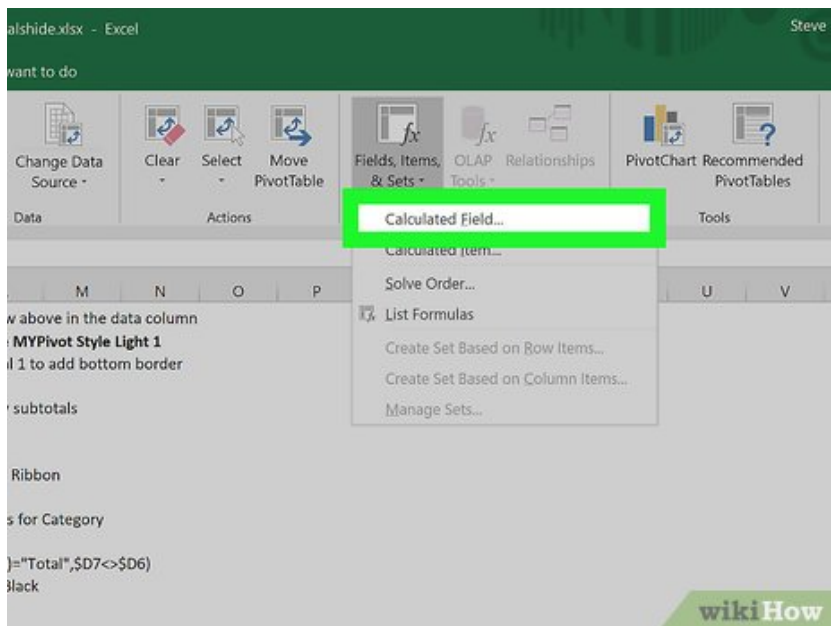 alshide.xlsx - Excel
Steve
want to do
Change Data Source
Clear
Select
Move PivotTable
Fields, Items, & Sets
OLAP Tools
Relationships
PivotChart
Recommended PivotTables
Data
Actions
Tools
Calculated Field...
Calculated Item...
Solve Order...
List Formulas
Create Set Based on Row Items...
Create Set Based on Column Items...
Manage Sets...
M N O P U V
w above in the data column
MYPivot Style Light 1
l 1 to add bottom border
subtotals
Ribbon
s for Category
)="Total",$D7<>$D6)
Black
wikiHow